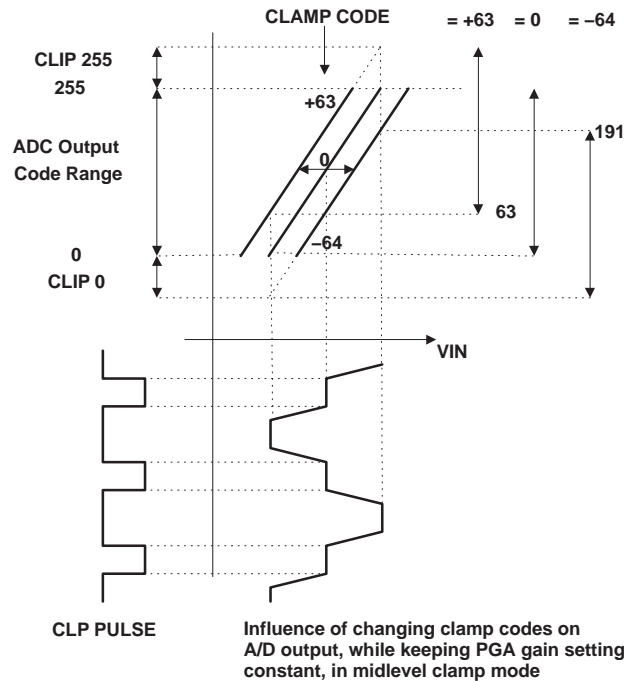 CLAMP CODE = +63 = 0 = −64
CLIP 255
255
+63
191
ADC Output
Code Range
0
63
0
−64
CLIP 0
VIN
CLP PULSE
Influence of changing clamp codes on
A/D output, while keeping PGA gain setting
constant, in midlevel clamp mode